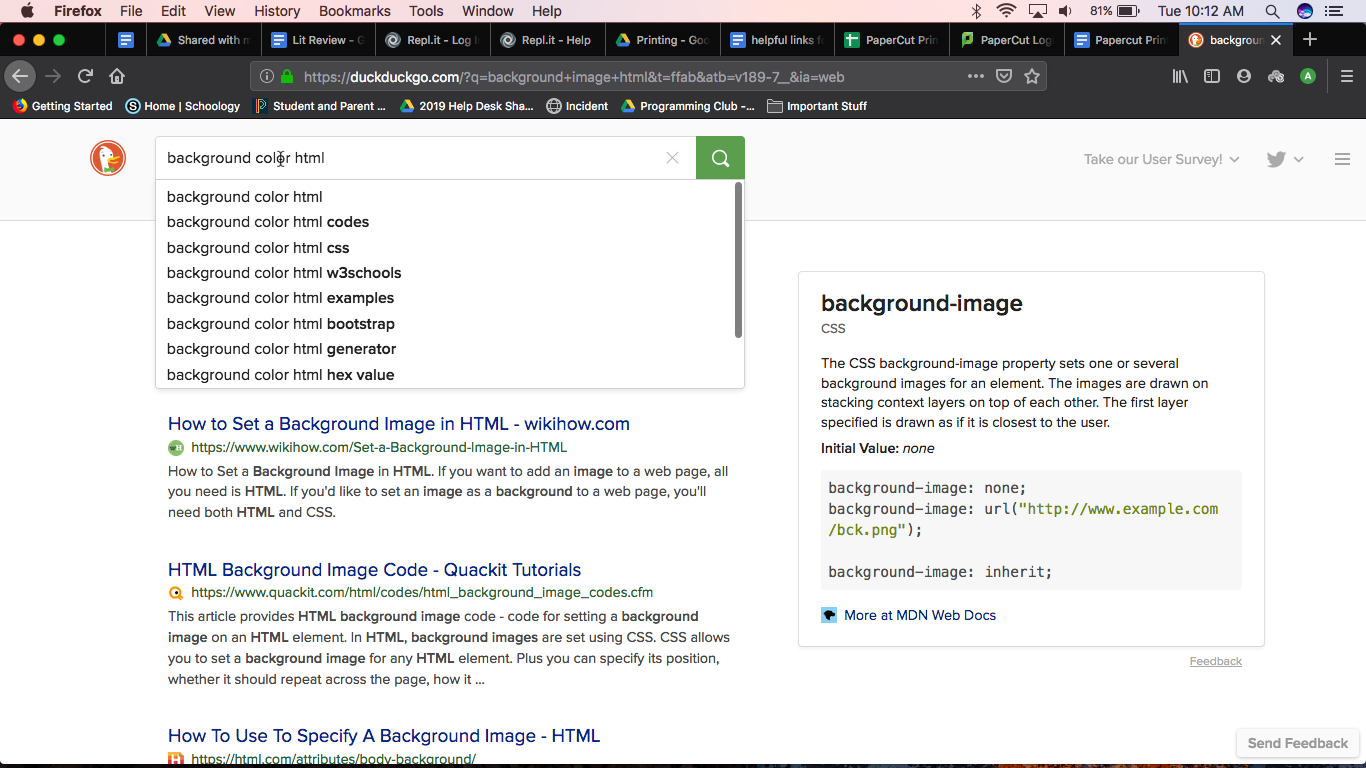 Firefox File Edit View History Bookmarks Tools Window Help 81% Tue 10:12 AM
Shared with m Lit Review - G Repl.it - Log I Repl.it - Help Printing - Goo helpful links f PaperCut Prin PaperCut Log Papercut Prin backgroun
https://duckduckgo.com/?q=background+image+html&t=ffab&atb=v189-7__&ia=web A
Getting Started Home | Schoology Student and Parent ... 2019 Help Desk Sha... Incident Programming Club -... Important Stuff
background color html
Take our User Survey!
background color html
background color html codes
background color html css
background color html w3schools
background color html examples
background color html bootstrap
background color html generator
background color html hex value
How to Set a Background Image in HTML - wikihow.com
https://www.wikihow.com/Set-a-Background-Image-in-HTML
How to Set a Background Image in HTML. If you want to add an image to a web page, all
you need is HTML. If you'd like to set an image as a background to a web page, you'll
need both HTML and CSS.
HTML Background Image Code - Quackit Tutorials
https://www.quackit.com/html/codes/html_background_image_codes.cfm
This article provides HTML background image code - code for setting a background
image on an HTML element. In HTML, background images are set using CSS. CSS allows
you to set a background image for any HTML element. Plus you can specify its position,
whether it should repeat across the page, how it ...
How To Use To Specify A Background Image - HTML
https://html.com/attributes/body-background/
background-image
CSS
The CSS background-image property sets one or several
background images for an element. The images are drawn on
stacking context layers on top of each other. The first layer
specified is drawn as if it is closest to the user.
Initial Value: none
background-image: none;
background-image: url("http://www.example.com
/bck.png");
background-image: inherit;
More at MDN Web Docs
Feedback
Send Feedback